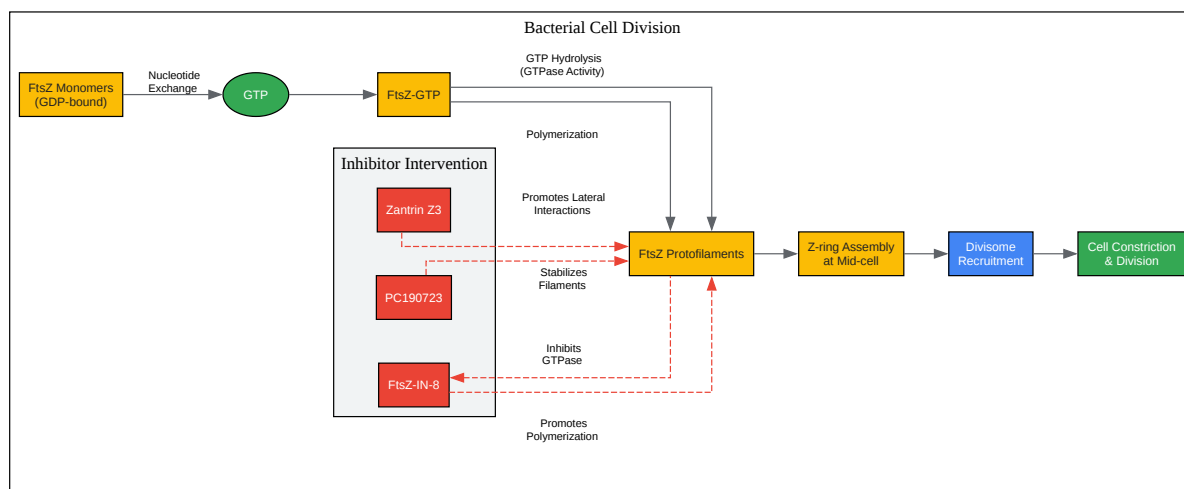 Bacterial Cell Division
FtsZ Monomers
(GDP-bound)
Nucleotide
Exchange
GTP
FtsZ-GTP
GTP Hydrolysis
(GTPase Activity)
Polymerization
Inhibitor Intervention
Zantrin Z3
PC190723
FtsZ-IN-8
Promotes Lateral
Interactions
Stabilizes
Filaments
Inhibits
GTPase
Promotes
Polymerization
FtsZ Protofilaments
Z-ring Assembly
at Mid-cell
Divisome
Recruitment
Cell Constriction
& Division